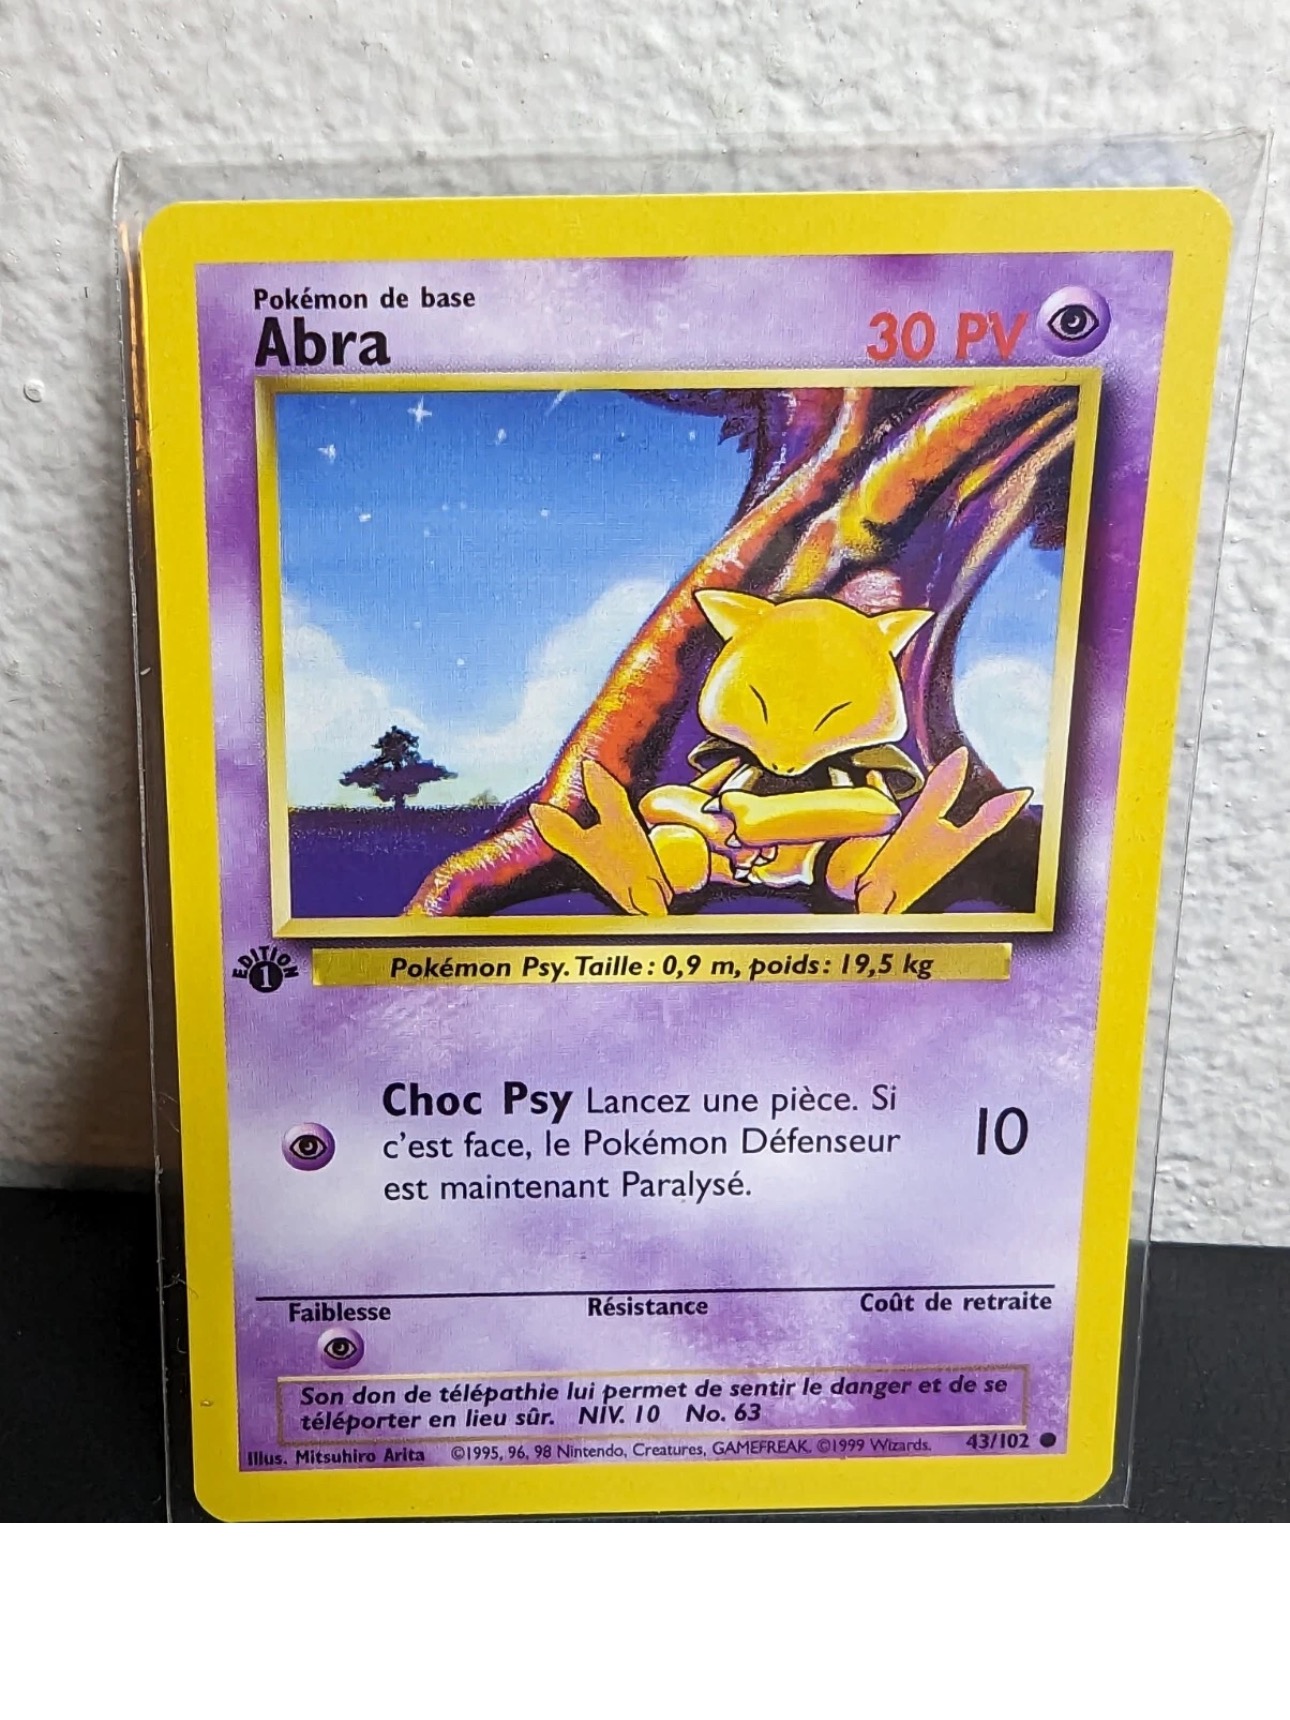 Pokémon de base
Abra
30 PV
EDITION
1
Pokémon Psy. Taille : 0,9 m, poids : 19,5 kg
Choc Psy Lancez une pièce. Si
c'est face, le Pokémon Défenseur
est maintenant Paralysé.
10
Faiblesse
Résistance
Coût de retraite
Son don de télépathie lui permet de sentir le danger et de se
téléporter en lieu sûr. NIV. 10 No. 63
Illus. Mitsuhiro Arita ©1995, 96, 98 Nintendo, Creatures, GAMEFREAK. ©1999 Wizards. 43/102